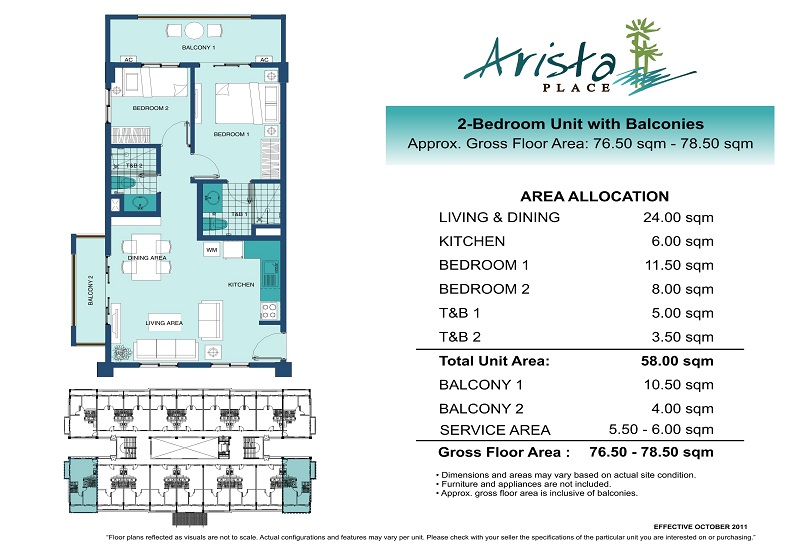 BALCONY 1
AC
AC
BEDROOM 2
BEDROOM 1
T&B 2
T&B 1
WM
DINING AREA
BALCONY 2
KITCHEN
LIVING AREA
Arista
PLACE
2-Bedroom Unit with Balconies
Approx. Gross Floor Area: 76.50 sqm - 78.50 sqm
AREA ALLOCATION
LIVING & DINING 24.00 sqm
KITCHEN 6.00 sqm
BEDROOM 1 11.50 sqm
BEDROOM 2 8.00 sqm
T&B 1 5.00 sqm
T&B 2 3.50 sqm
Total Unit Area: 58.00 sqm
BALCONY 1 10.50 sqm
BALCONY 2 4.00 sqm
SERVICE AREA 5.50 - 6.00 sqm
Gross Floor Area : 76.50 - 78.50 sqm
• Dimensions and areas may vary based on actual site condition.
• Furniture and appliances are not included.
• Approx. gross floor area is inclusive of balconies.
EFFECTIVE OCTOBER 2011
"Floor plans reflected as visuals are not to scale. Actual configurations and features may vary per unit. Please check with your seller the specifications of the particular unit you are interested on or purchasing."